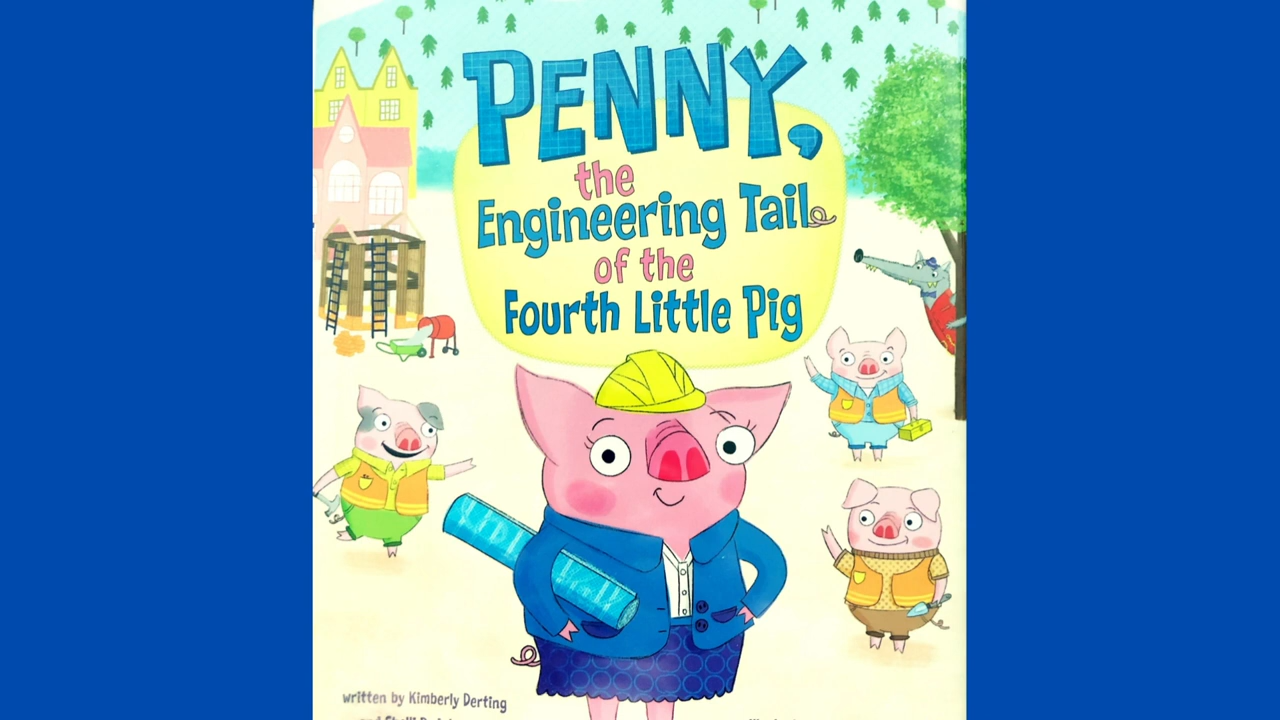 PENNY,
the
Engineering Tail
of the
Fourth Little Pig
written by Kimberly Derting